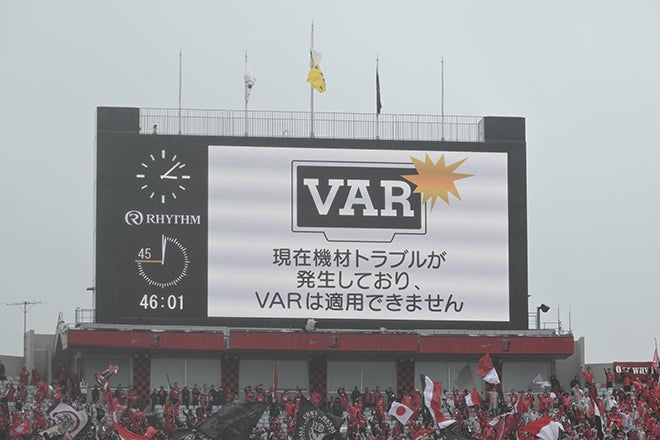 VAR
現在機材トラブルが
発生しており、
VARは適用できません
RHYTHM
45
46:01